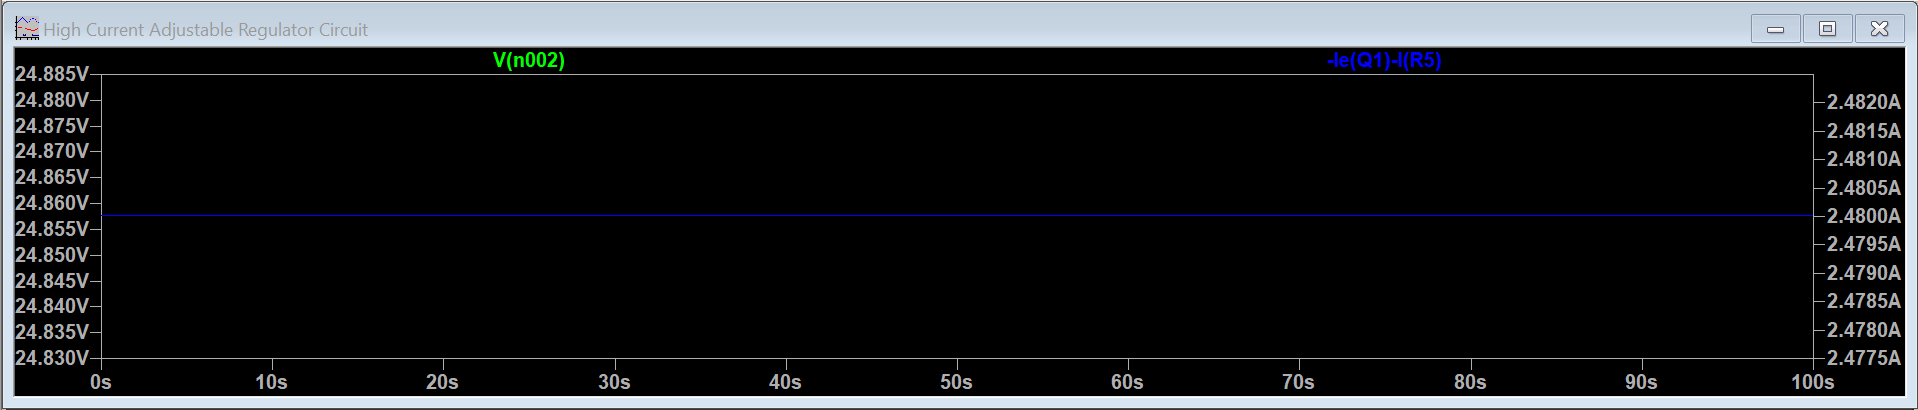 High Current Adjustable Regulator Circuit
V(n002) -Ie(Q1)-I(R5)
24.885V
24.880V 2.4820A
24.875V 2.4815A
24.870V 2.4810A
24.865V 2.4805A
24.860V 2.4800A
24.855V 2.4795A
24.850V 2.4790A
24.845V 2.4785A
24.840V 2.4780A
24.835V
24.830V 2.4775A
0s 10s 20s 30s 40s 50s 60s 70s 80s 90s 100s